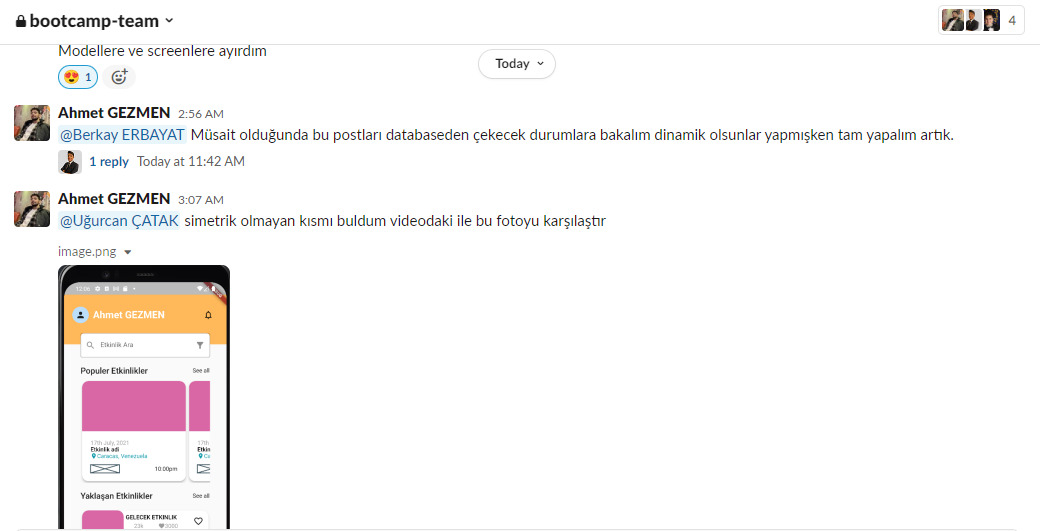 bootcamp-team
4
Modellere ve screenlere ayırdım
Today
1
Ahmet GEZMEN 2:56 AM
@Berkay ERBAYAT Müsait olduğunda bu postları databaseden çekecek durumlara bakalım dinamik olsunlar yapmışken tam yapalım artık.
1 reply Today at 11:42 AM
Ahmet GEZMEN 3:07 AM
@Uğurcan ÇATAK simetrik olmayan kısmı buldum videodaki ile bu fotoyu karşılaştır
image.png
12:06
Ahmet GEZMEN
Etkinlik Ara
Populer Etkinlikler See all
17th July, 2021 17th
Etkinlik adi Etkin
Caracas, Venezuela Ca
10:00pm
Yaklaşan Etkinlikler See all
GELECEK ETKINLIK
23k 3000